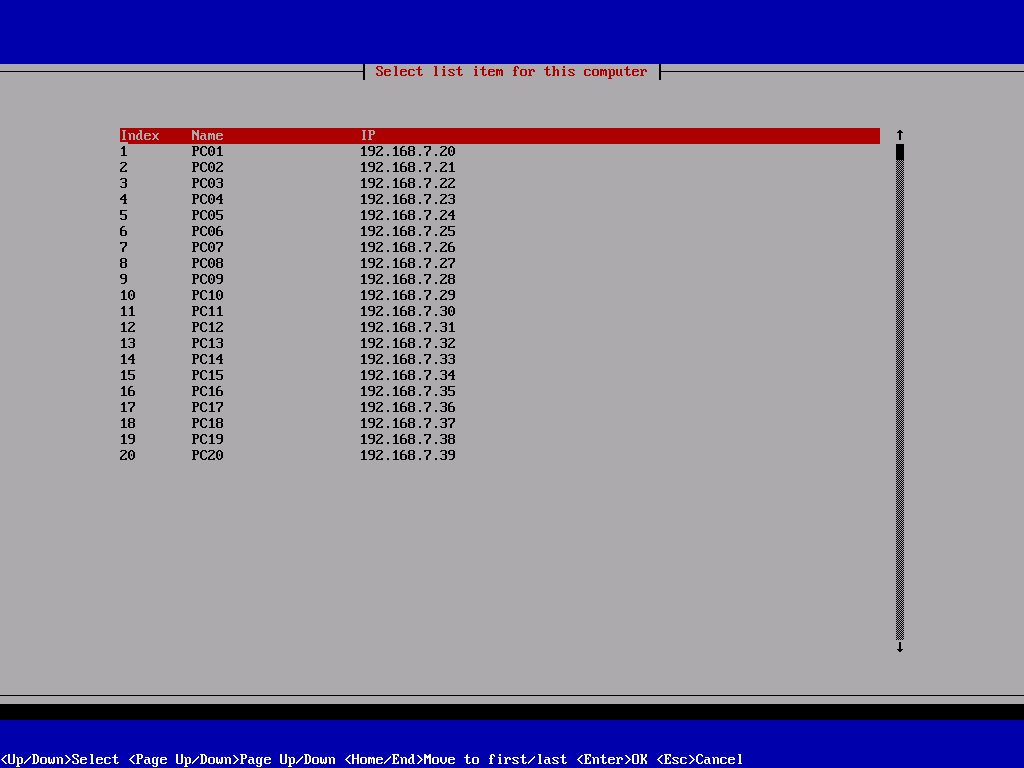 Select list item for this computer
Index Name IP ↑
1 PC01 192.168.7.20
2 PC02 192.168.7.21
3 PC03 192.168.7.22
4 PC04 192.168.7.23
5 PC05 192.168.7.24
6 PC06 192.168.7.25
7 PC07 192.168.7.26
8 PC08 192.168.7.27
9 PC09 192.168.7.28
10 PC10 192.168.7.29
11 PC11 192.168.7.30
12 PC12 192.168.7.31
13 PC13 192.168.7.32
14 PC14 192.168.7.33
15 PC15 192.168.7.34
16 PC16 192.168.7.35
17 PC17 192.168.7.36
18 PC18 192.168.7.37
19 PC19 192.168.7.38
20 PC20 192.168.7.39
↓
<Up/Down>Select <Page Up/Down>Page Up/Down <Home/End>Move to first/last <Enter>OK <Esc>Cancel